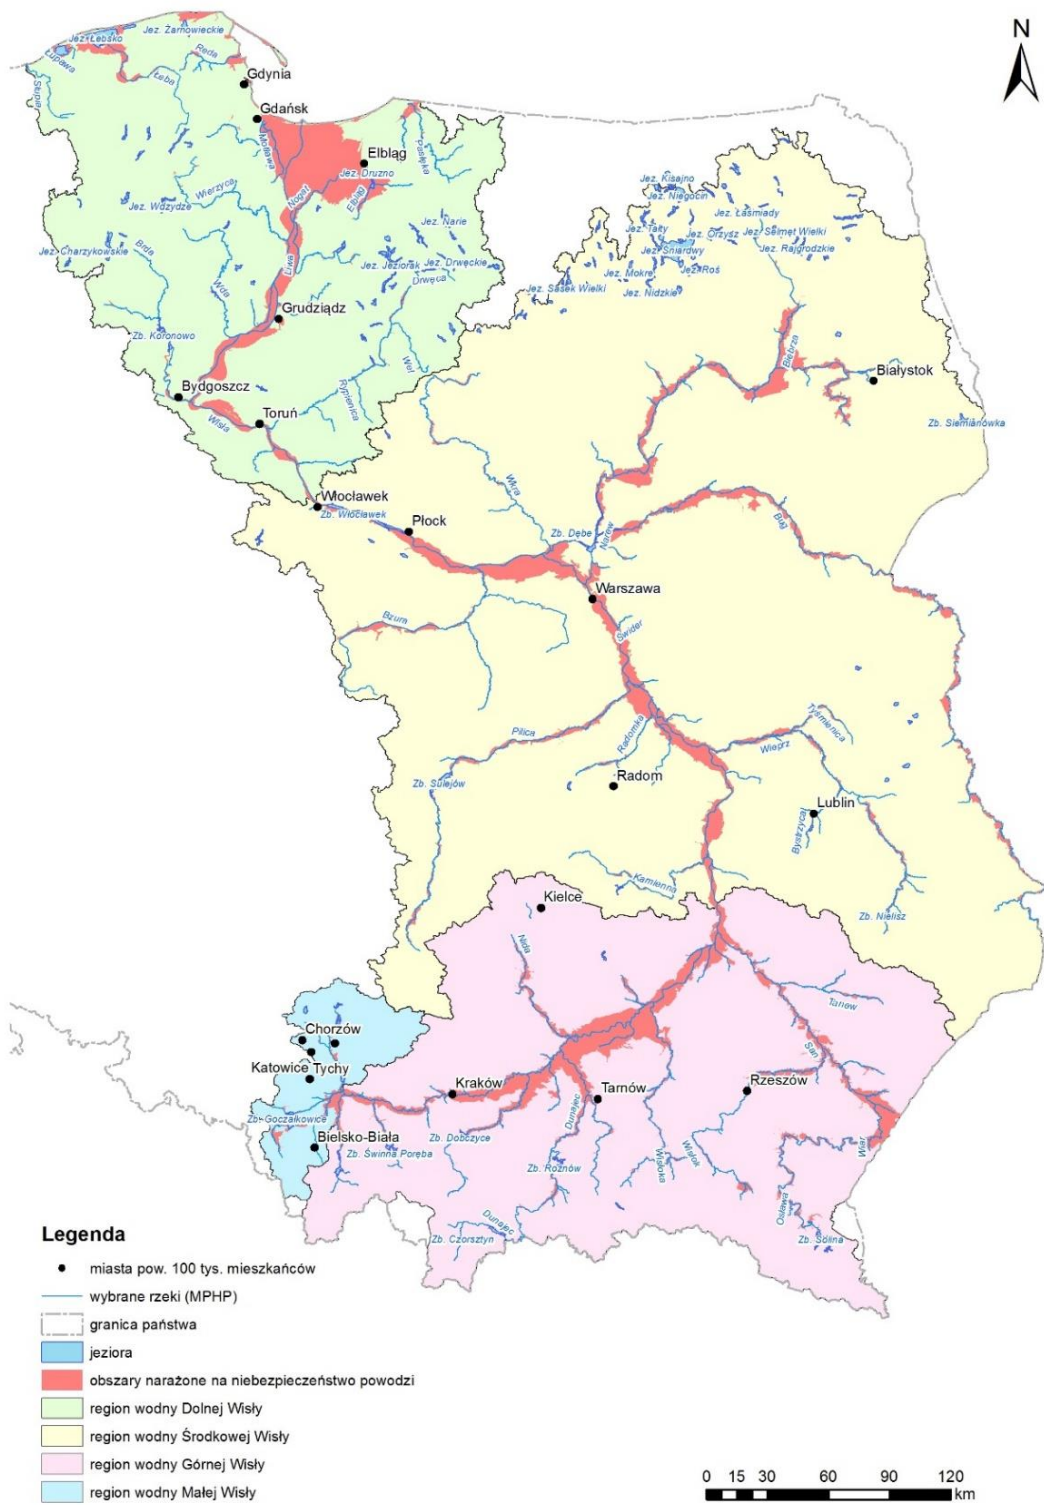 N
Jez. Żarnowieckie
Jez. Łebsko
Łupawa
Słupia
Łeba
Reda
Gdynia
Gdańsk
Motława
Elbląg
Jez. Druzno
Elbląg
Nogat
Pasłęka
Wierzyca
Jez. Wdzydze
Jez. Charzykowskie
Brda
Wda
Liwa
Jez. Narie
Jez. Jeziorak
Jez. Drwęckie
Drwęca
Grudziądz
Zb. Koronowo
Wel
Rypienica
Bydgoszcz
Wisła
Toruń
Jez. Kisajno
Jez. Niegocin
Jez. Łaśmiady
Jez. Tałty
Jez. Orzysz
Jez. Selmęt Wielki
Jez. Śniardwy
Jez. Rajgrodzkie
Jez. Mokre
Jez. Roś
Jez. Sasek Wielki
Jez. Nidzkie
Biebrza
Białystok
Zb. Siemianówka
Włocławek
Zb. Włocławek
Płock
Wkra
Zb. Dębe
Narew
Bug
Warszawa
Bzura
Świder
Pilica
Radomka
Tyśmienica
Wieprz
Zb. Sulejów
Radom
Lublin
Bystrzyca
Kamienna
Zb. Nielisz
Kielce
Nida
Tanew
San
Chorzów
Katowice
Tychy
Kraków
Tarnów
Rzeszów
Zb. Goczałkowice
Bielsko-Biała
Zb. Dobczyce
Zb. Świnna Poręba
Dunajec
Zb. Rożnów
Wisłoka
Wisłok
Wiar
Osława
Dunajec
Zb. Czorsztyn
Zb. Solina
Legenda
miasta pow. 100 tys. mieszkańców
wybrane rzeki (MPHP)
granica państwa
jeziora
obszary narażone na niebezpieczeństwo powodzi
region wodny Dolnej Wisły
region wodny Środkowej Wisły
region wodny Górnej Wisły
region wodny Małej Wisły
0 15 30 60 90 120
km